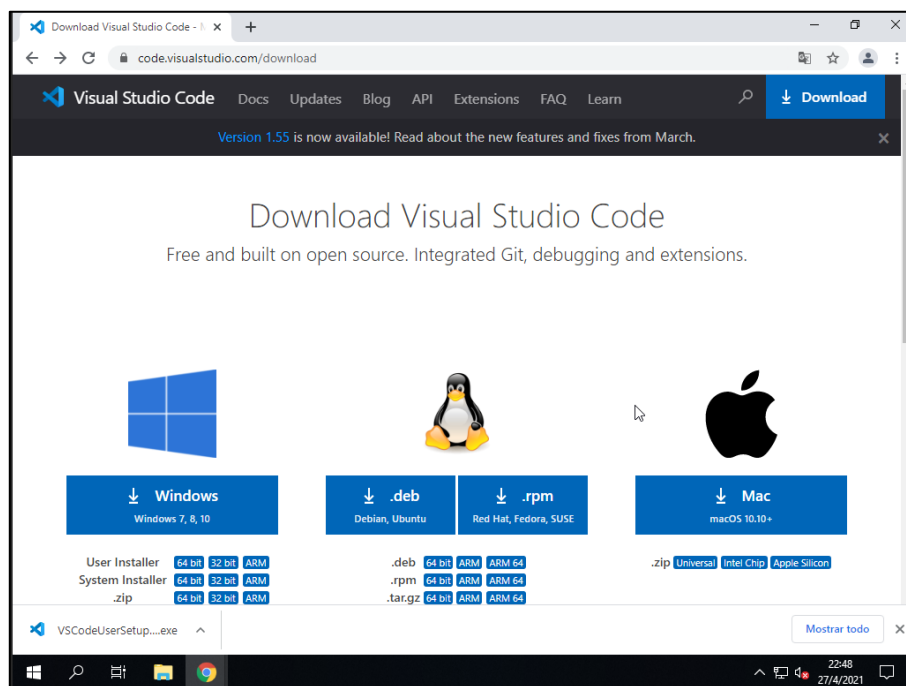 Download Visual Studio Code - M
code.visualstudio.com/download
Visual Studio Code Docs Updates Blog API Extensions FAQ Learn Download
Version 1.55 is now available! Read about the new features and fixes from March.
Download Visual Studio Code
Free and built on open source. Integrated Git, debugging and extensions.
Windows
Windows 7, 8, 10
.deb
Debian, Ubuntu
.rpm
Red Hat, Fedora, SUSE
Mac
macOS 10.10+
User Installer 64 bit 32 bit ARM
System Installer 64 bit 32 bit ARM
.zip 64 bit 32 bit ARM
.deb 64 bit ARM ARM 64
.rpm 64 bit ARM ARM 64
.tar.gz 64 bit ARM ARM 64
.zip Universal Intel Chip Apple Silicon
VSCodeUserSetup....exe
Mostrar todo
22:48
27/4/2021